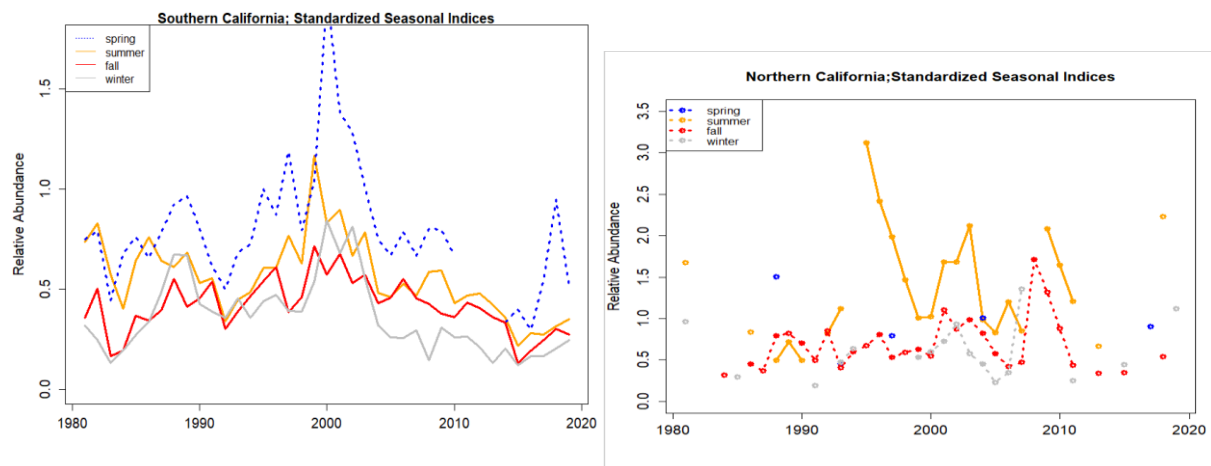 Southern California; Standardized Seasonal Indices
spring
summer
fall
winter
Relative Abundance
1.5
1.0
0.5
0.0
1980 1990 2000 2010 2020
Northern California;Standardized Seasonal Indices
spring
summer
fall
winter
Relative Abundance
3.5
3.0
2.5
2.0
1.5
1.0
0.5
0.0
1980 1990 2000 2010 2020